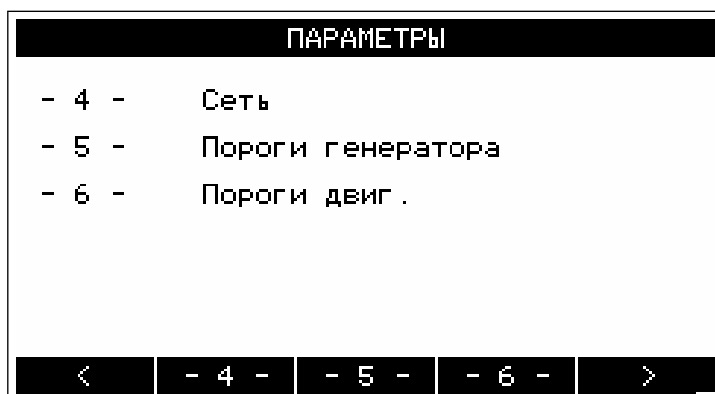 ПАРАМЕТРЫ
- 4 - Сеть
- 5 - Пороги генератора
- 6 - Пороги двиг.
< - 4 - - 5 - - 6 - >